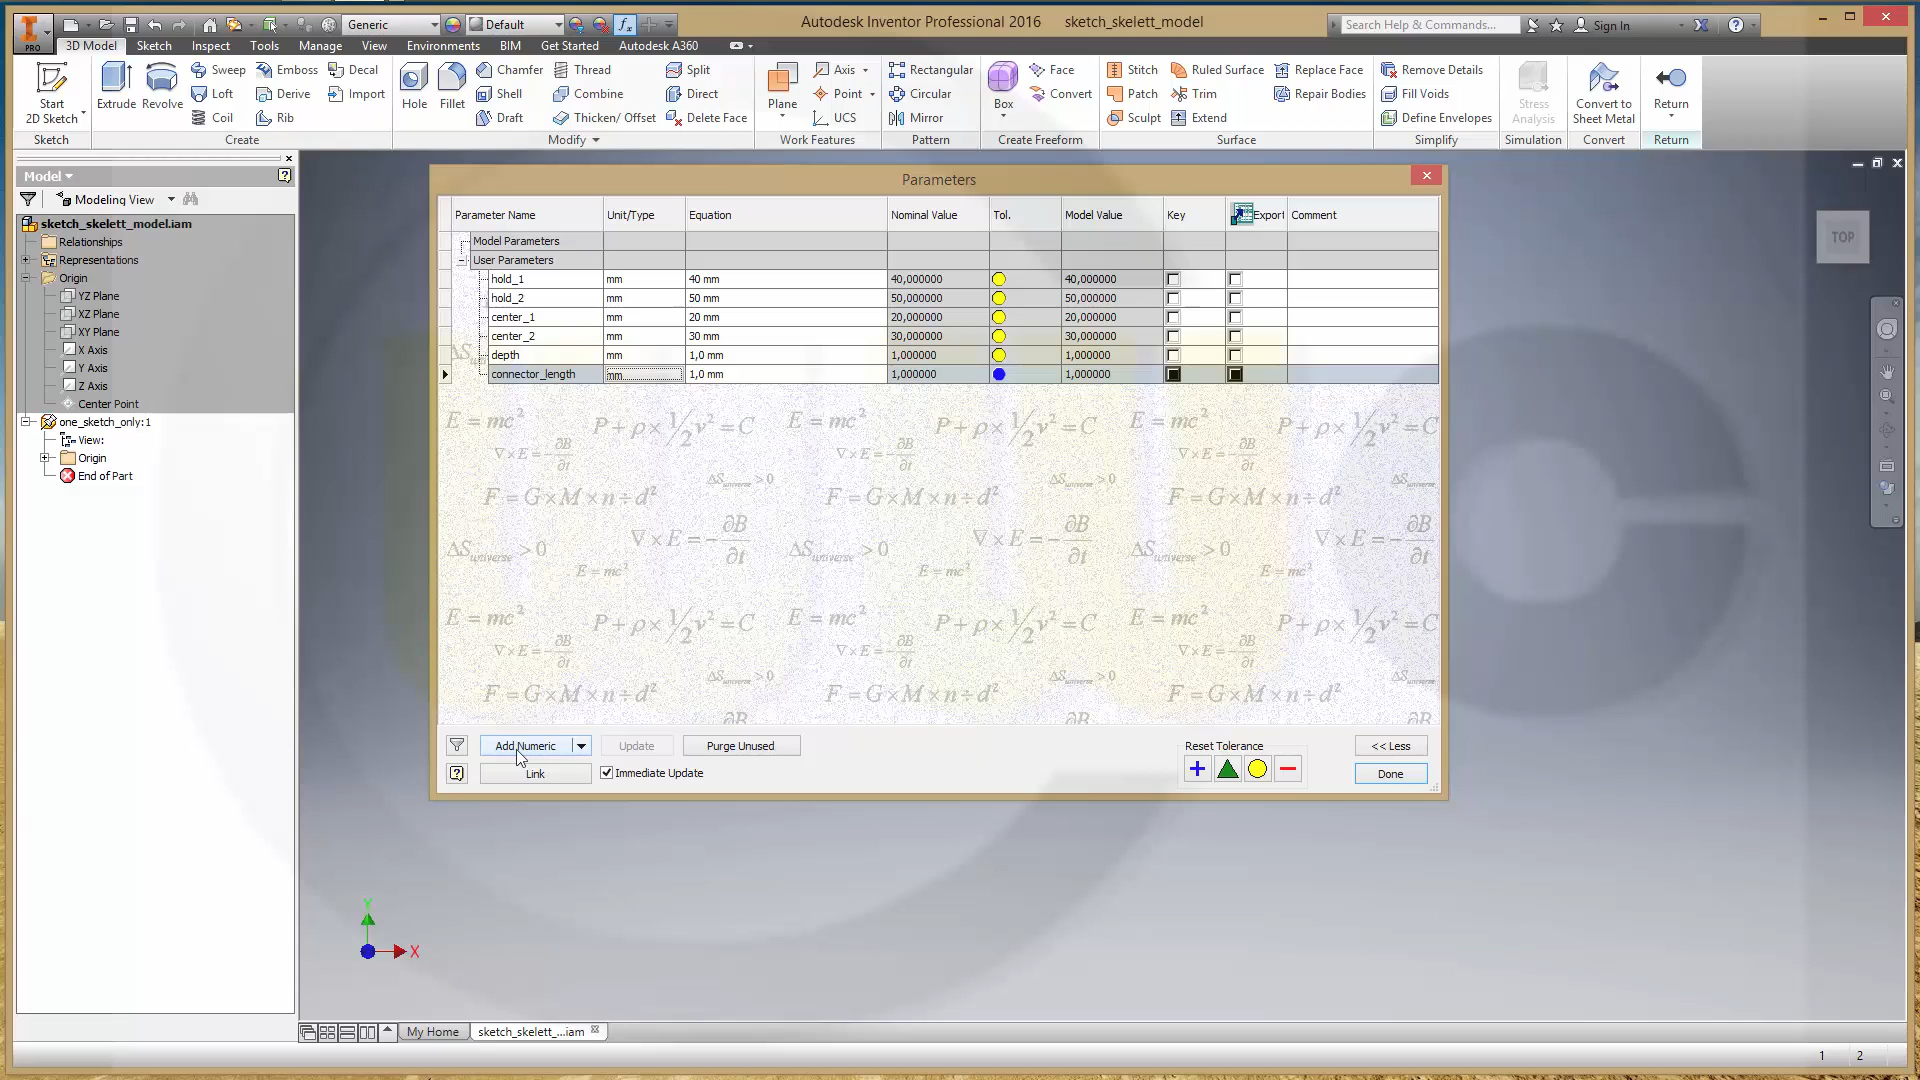 PRO
Generic
Default
fx
Autodesk Inventor Professional 2016 sketch_skelett_model
Search Help & Commands...
Sign In
3D Model Sketch Inspect Tools Manage View Environments BIM Get Started Autodesk A360
Start 2D Sketch
Extrude
Revolve
Sweep
Loft
Coil
Emboss
Derive
Rib
Decal
Import
Hole
Fillet
Chamfer
Shell
Draft
Thread
Combine
Thicken/ Offset
Split
Direct
Delete Face
Plane
Axis
Point
UCS
Rectangular
Circular
Mirror
Box
Face
Convert
Stitch
Patch
Sculpt
Ruled Surface
Trim
Extend
Replace Face
Repair Bodies
Remove Details
Fill Voids
Define Envelopes
Stress Analysis
Convert to Sheet Metal
Return
Sketch Create Modify Work Features Pattern Create Freeform Surface Simplify Simulation Convert Return
Model
Modeling View
sketch_skelett_model.iam
Relationships
Representations
Origin
YZ Plane
XZ Plane
XY Plane
X Axis
Y Axis
Z Axis
Center Point
one_sketch_only:1
View:
Origin
End of Part
Parameters
Parameter Name Unit/Type Equation Nominal Value Tol. Model Value Key Export Comment
Model Parameters
User Parameters
hold_1 mm 40 mm 40,000000 40,000000
hold_2 mm 50 mm 50,000000 50,000000
center_1 mm 20 mm 20,000000 20,000000
center_2 mm 30 mm 30,000000 30,000000
depth mm 1,0 mm 1,000000 1,000000
connector_length mm 1,0 mm 1,000000 1,000000
Add Numeric Update Purge Unused Reset Tolerance << Less
Link Immediate Update Done
TOP
Y
X
My Home sketch_skelett_...iam
1 2